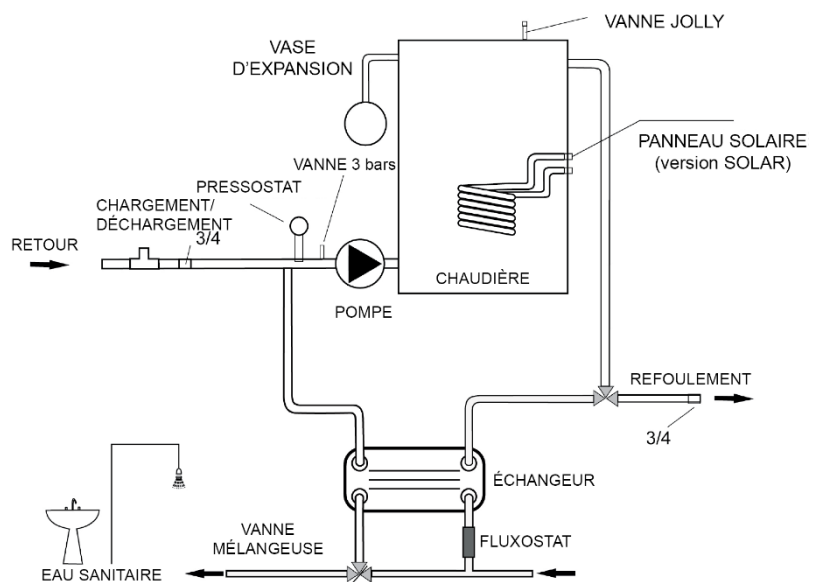 VANNE JOLLY
VASE
D'EXPANSION
PANNEAU SOLAIRE
(version SOLAR)
VANNE 3 bars
PRESSOSTAT
CHARGEMENT/
DÉCHARGEMENT
3/4
RETOUR
CHAUDIÈRE
POMPE
REFOULEMENT
3/4
ÉCHANGEUR
VANNE
MÉLANGEUSE
FLUXOSTAT
EAU SANITAIRE